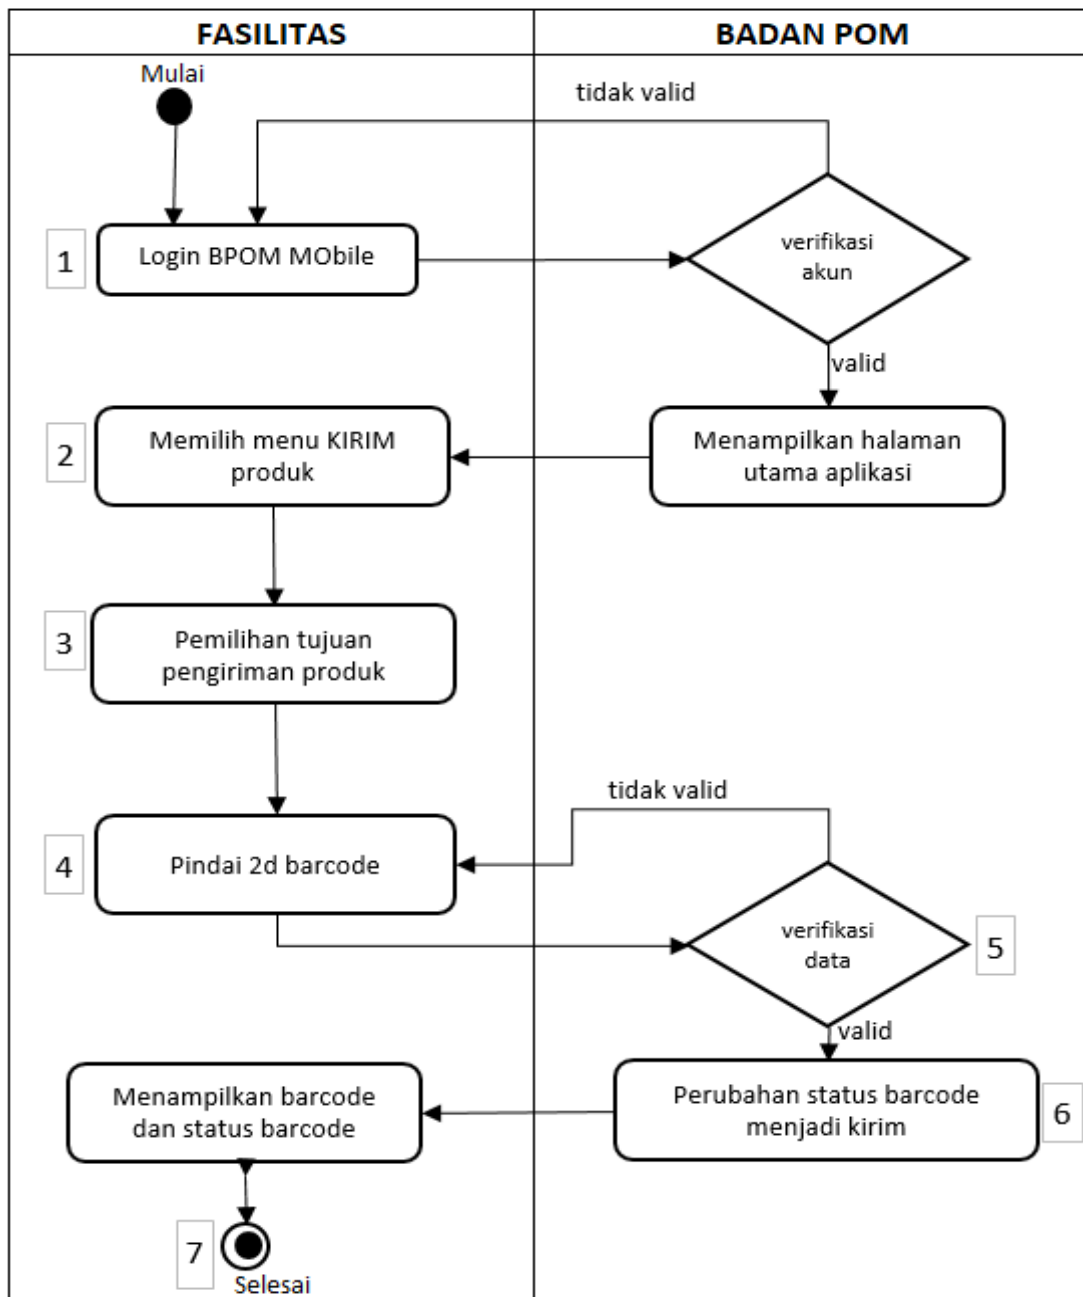 FASILITAS
BADAN POM
Mulai
tidak valid
1
Login BPOM MObile
verifikasi
akun
valid
2
Memilih menu KIRIM
produk
Menampilkan halaman
utama aplikasi
3
Pemilihan tujuan
pengiriman produk
tidak valid
4
Pindai 2d barcode
verifikasi
data
5
valid
Menampilkan barcode
dan status barcode
Perubahan status barcode
menjadi kirim
6
7
Selesai